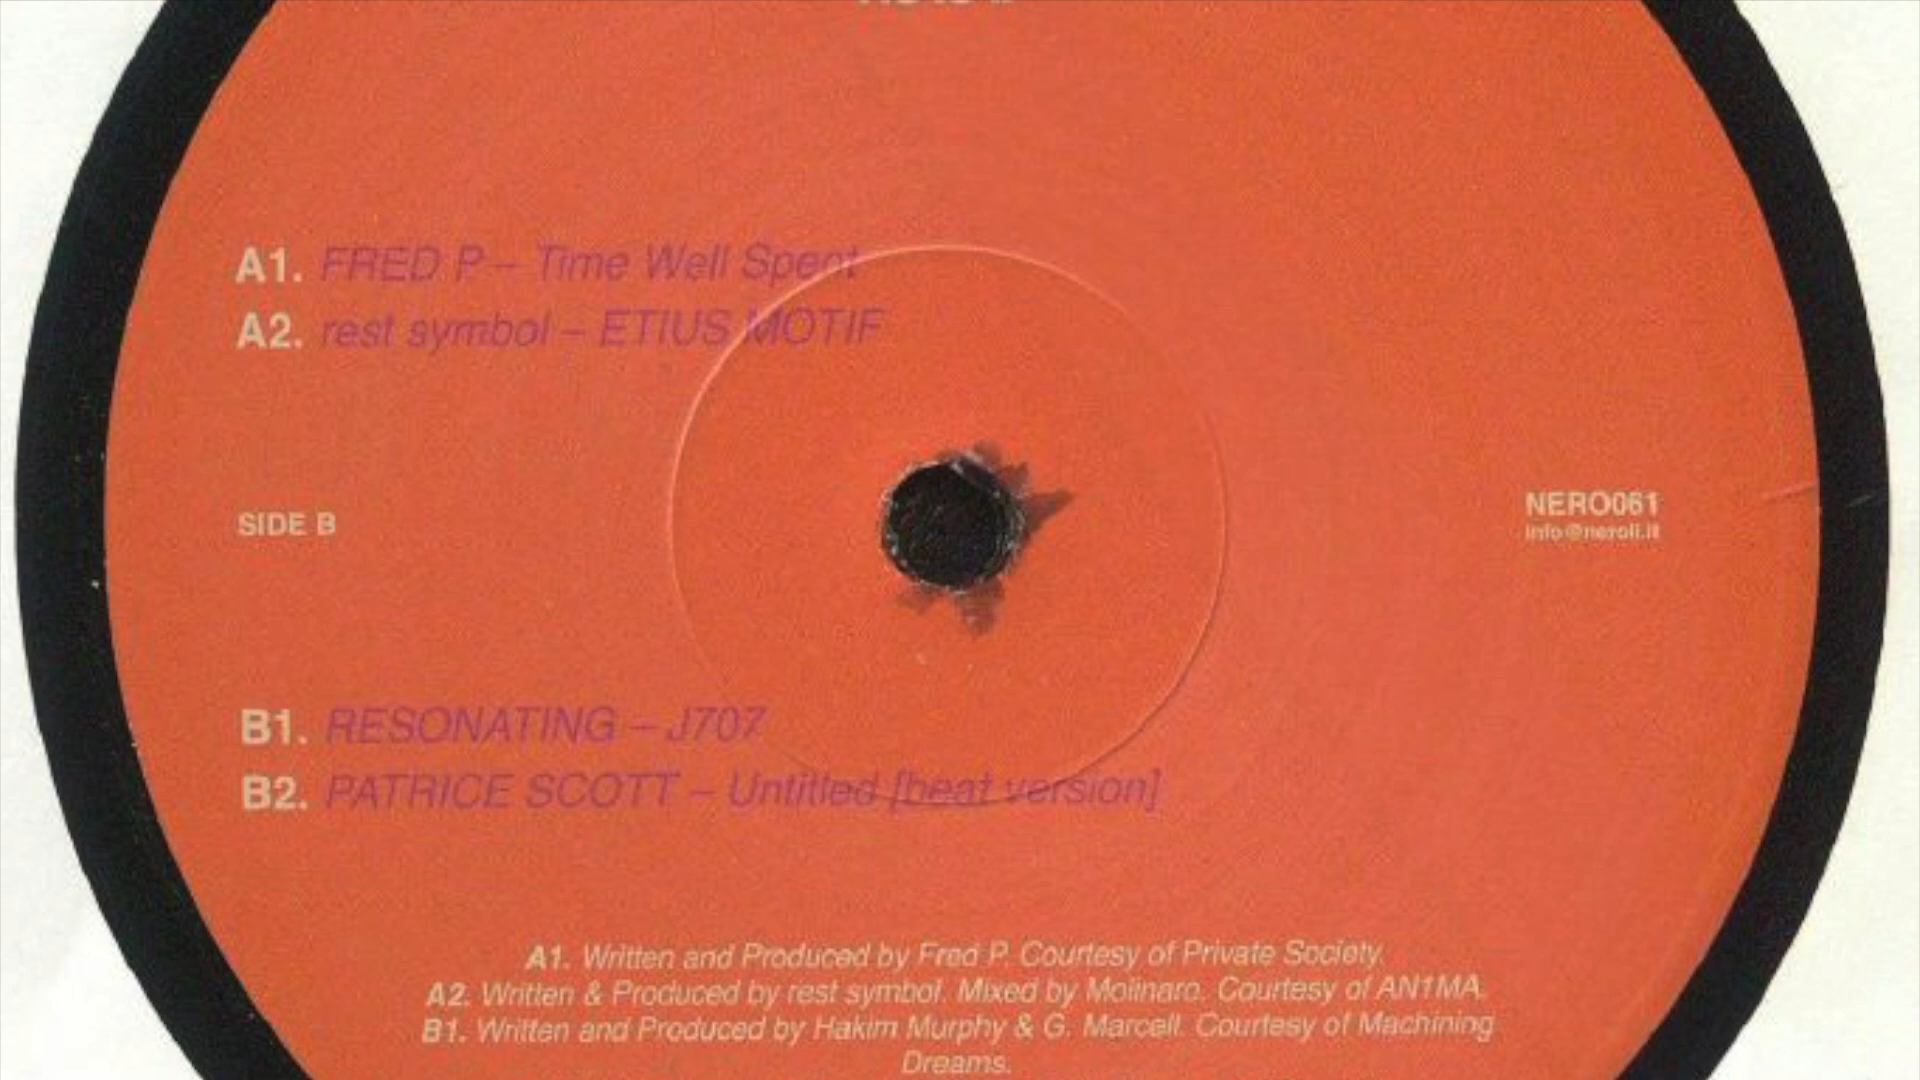 A1. FRED P – Time Well Spent
A2. rest symbol – ETIUS MOTIF
SIDE B
NERO061
info@neroli.it
B1. RESONATING – J707
B2. PATRICE SCOTT – Untitled [beat version]
A1. Written and Produced by Fred P. Courtesy of Private Society.
A2. Written & Produced by rest symbol. Mixed by Molinaro. Courtesy of AN1MA.
B1. Written and Produced by Hakim Murphy & G. Marcell. Courtesy of Machining
Dreams.